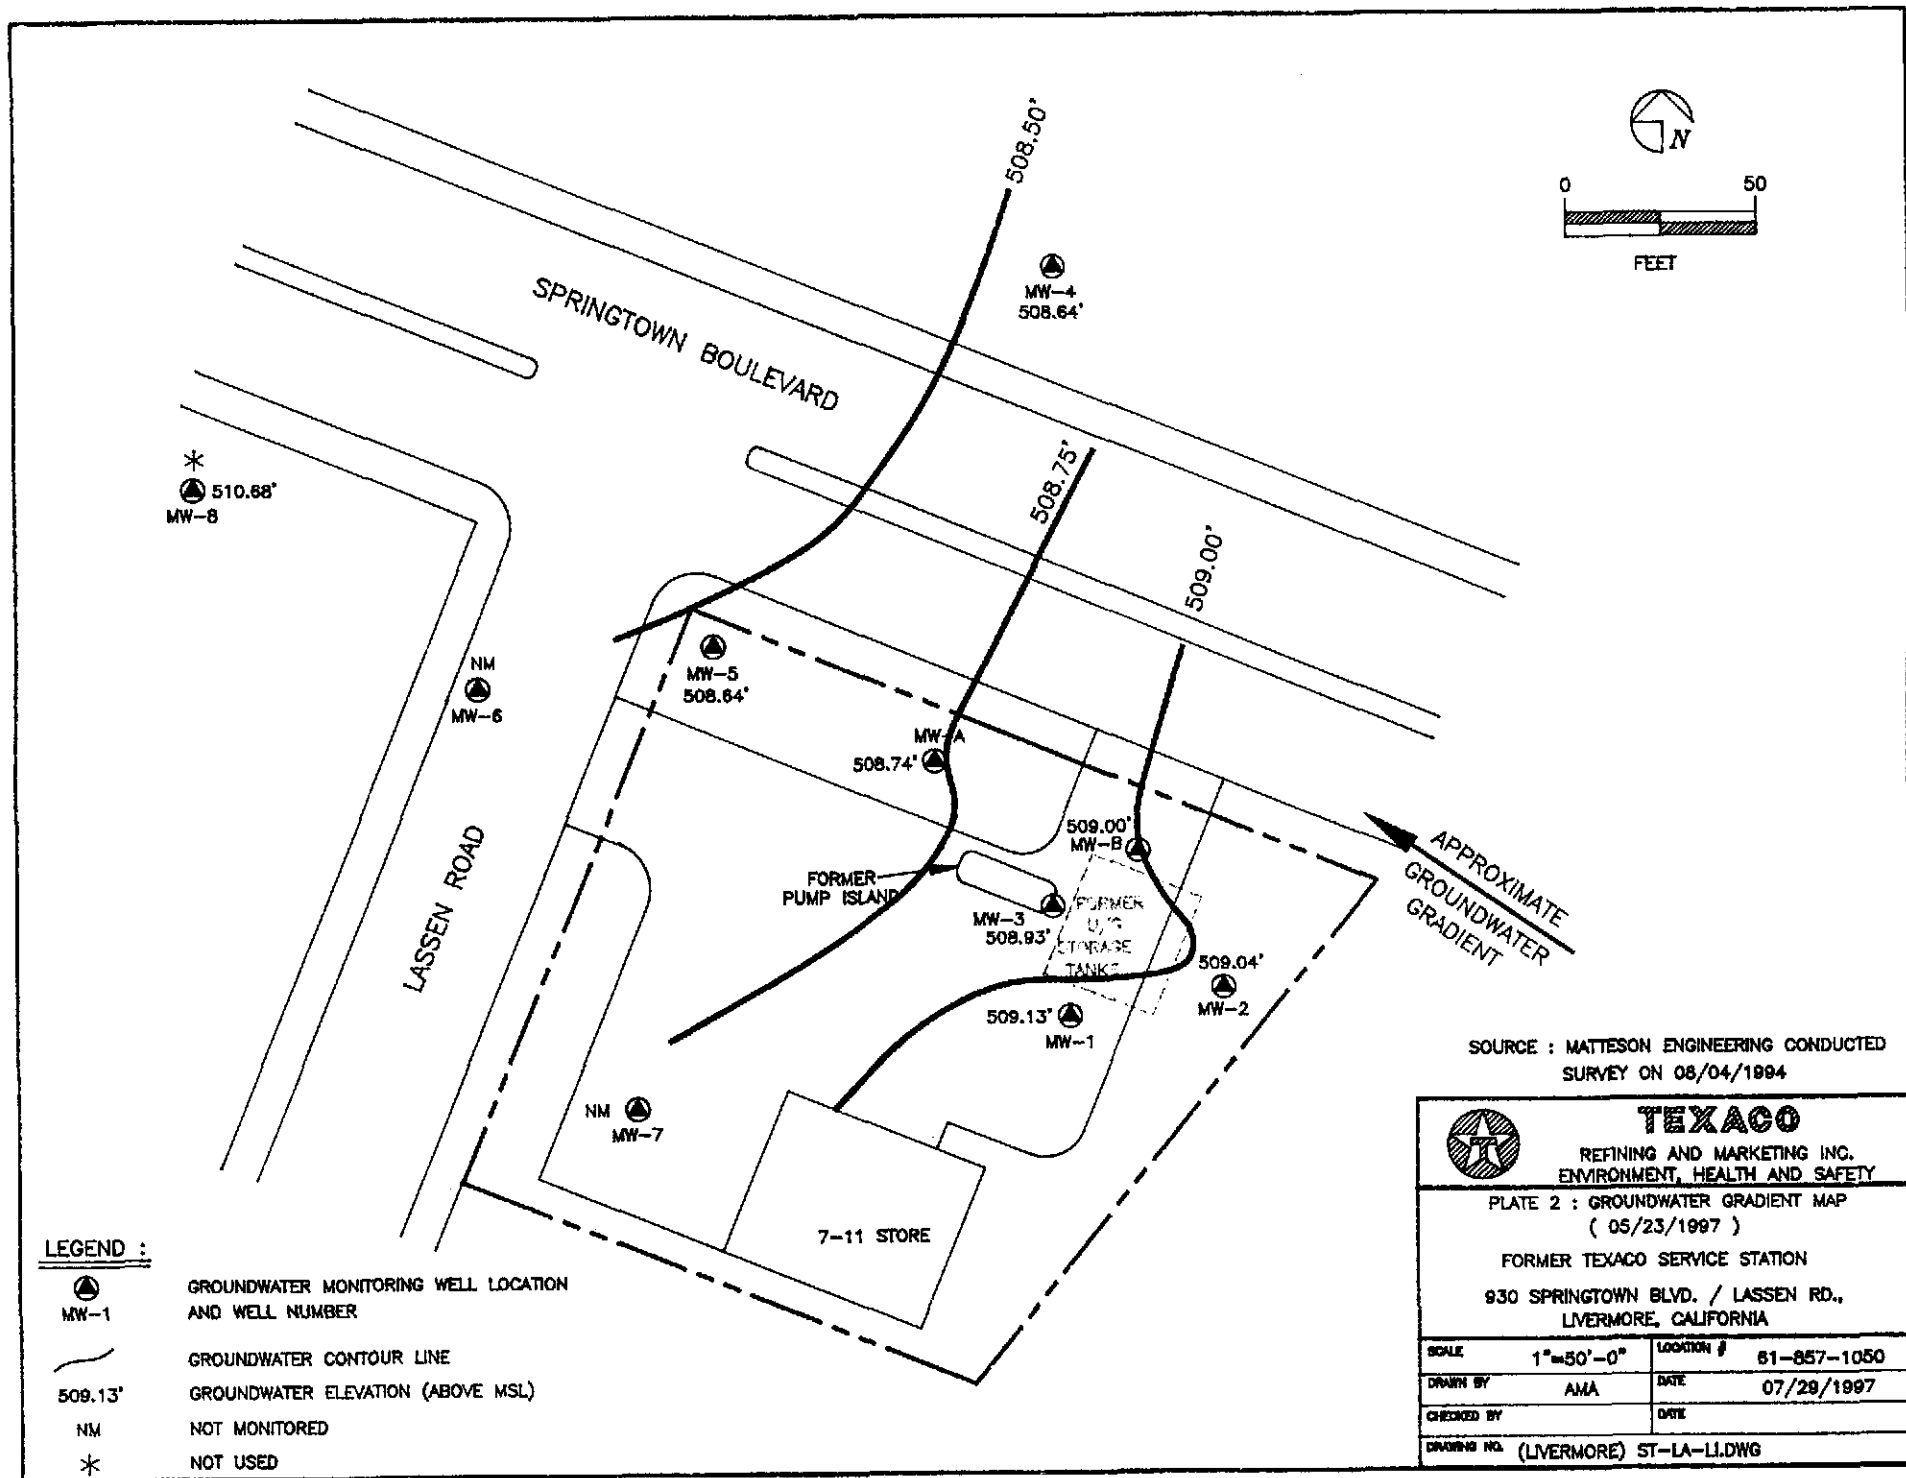 508.50'
N
0 50
FEET
MW-4
508.64'
SPRINGTOWN BOULEVARD
508.75'
509.00'
*
510.68'
MW-8
NM
MW-6
MW-5
508.64'
MW-A
508.74'
509.00'
MW-B
APPROXIMATE
GROUNDWATER
GRADIENT
FORMER
PUMP ISLAND
MW-3
508.93'
FORMER
U/G
STORAGE
TANKS
LASSEN ROAD
509.04'
MW-2
509.13'
MW-1
NM
MW-7
7-11 STORE
SOURCE : MATTESON ENGINEERING CONDUCTED
SURVEY ON 08/04/1994
TEXACO
REFINING AND MARKETING INC.
ENVIRONMENT, HEALTH AND SAFETY
PLATE 2 : GROUNDWATER GRADIENT MAP
( 05/23/1997 )
FORMER TEXACO SERVICE STATION
930 SPRINGTOWN BLVD. / LASSEN RD.,
LIVERMORE, CALIFORNIA
SCALE 1"=50'-0" LOCATION # 61-857-1050
DRAWN BY AMA DATE 07/29/1997
CHECKED BY DATE
DRAWING NO. (LIVERMORE) ST-LA-LI.DWG
LEGEND :
MW-1 GROUNDWATER MONITORING WELL LOCATION
AND WELL NUMBER
GROUNDWATER CONTOUR LINE
509.13' GROUNDWATER ELEVATION (ABOVE MSL)
NM NOT MONITORED
* NOT USED